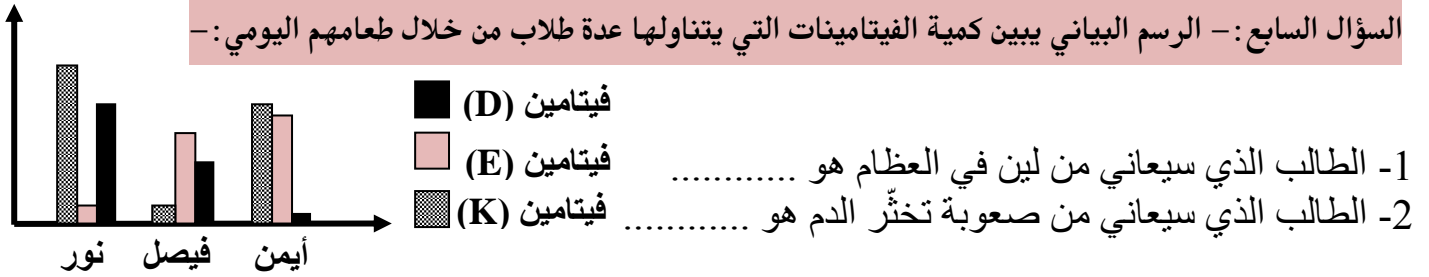 السؤال السابع:- الرسم البياني يبين كمية الفيتامينات التي يتناولها عدة طلاب من خلال طعامهم اليومي:-
فيتامين (D)
فيتامين (E)
فيتامين (K)
1- الطالب الذي سيعاني من لين في العظام هو ............
2- الطالب الذي سيعاني من صعوبة تخثّر الدم هو ............
أيمن
فيصل
نور